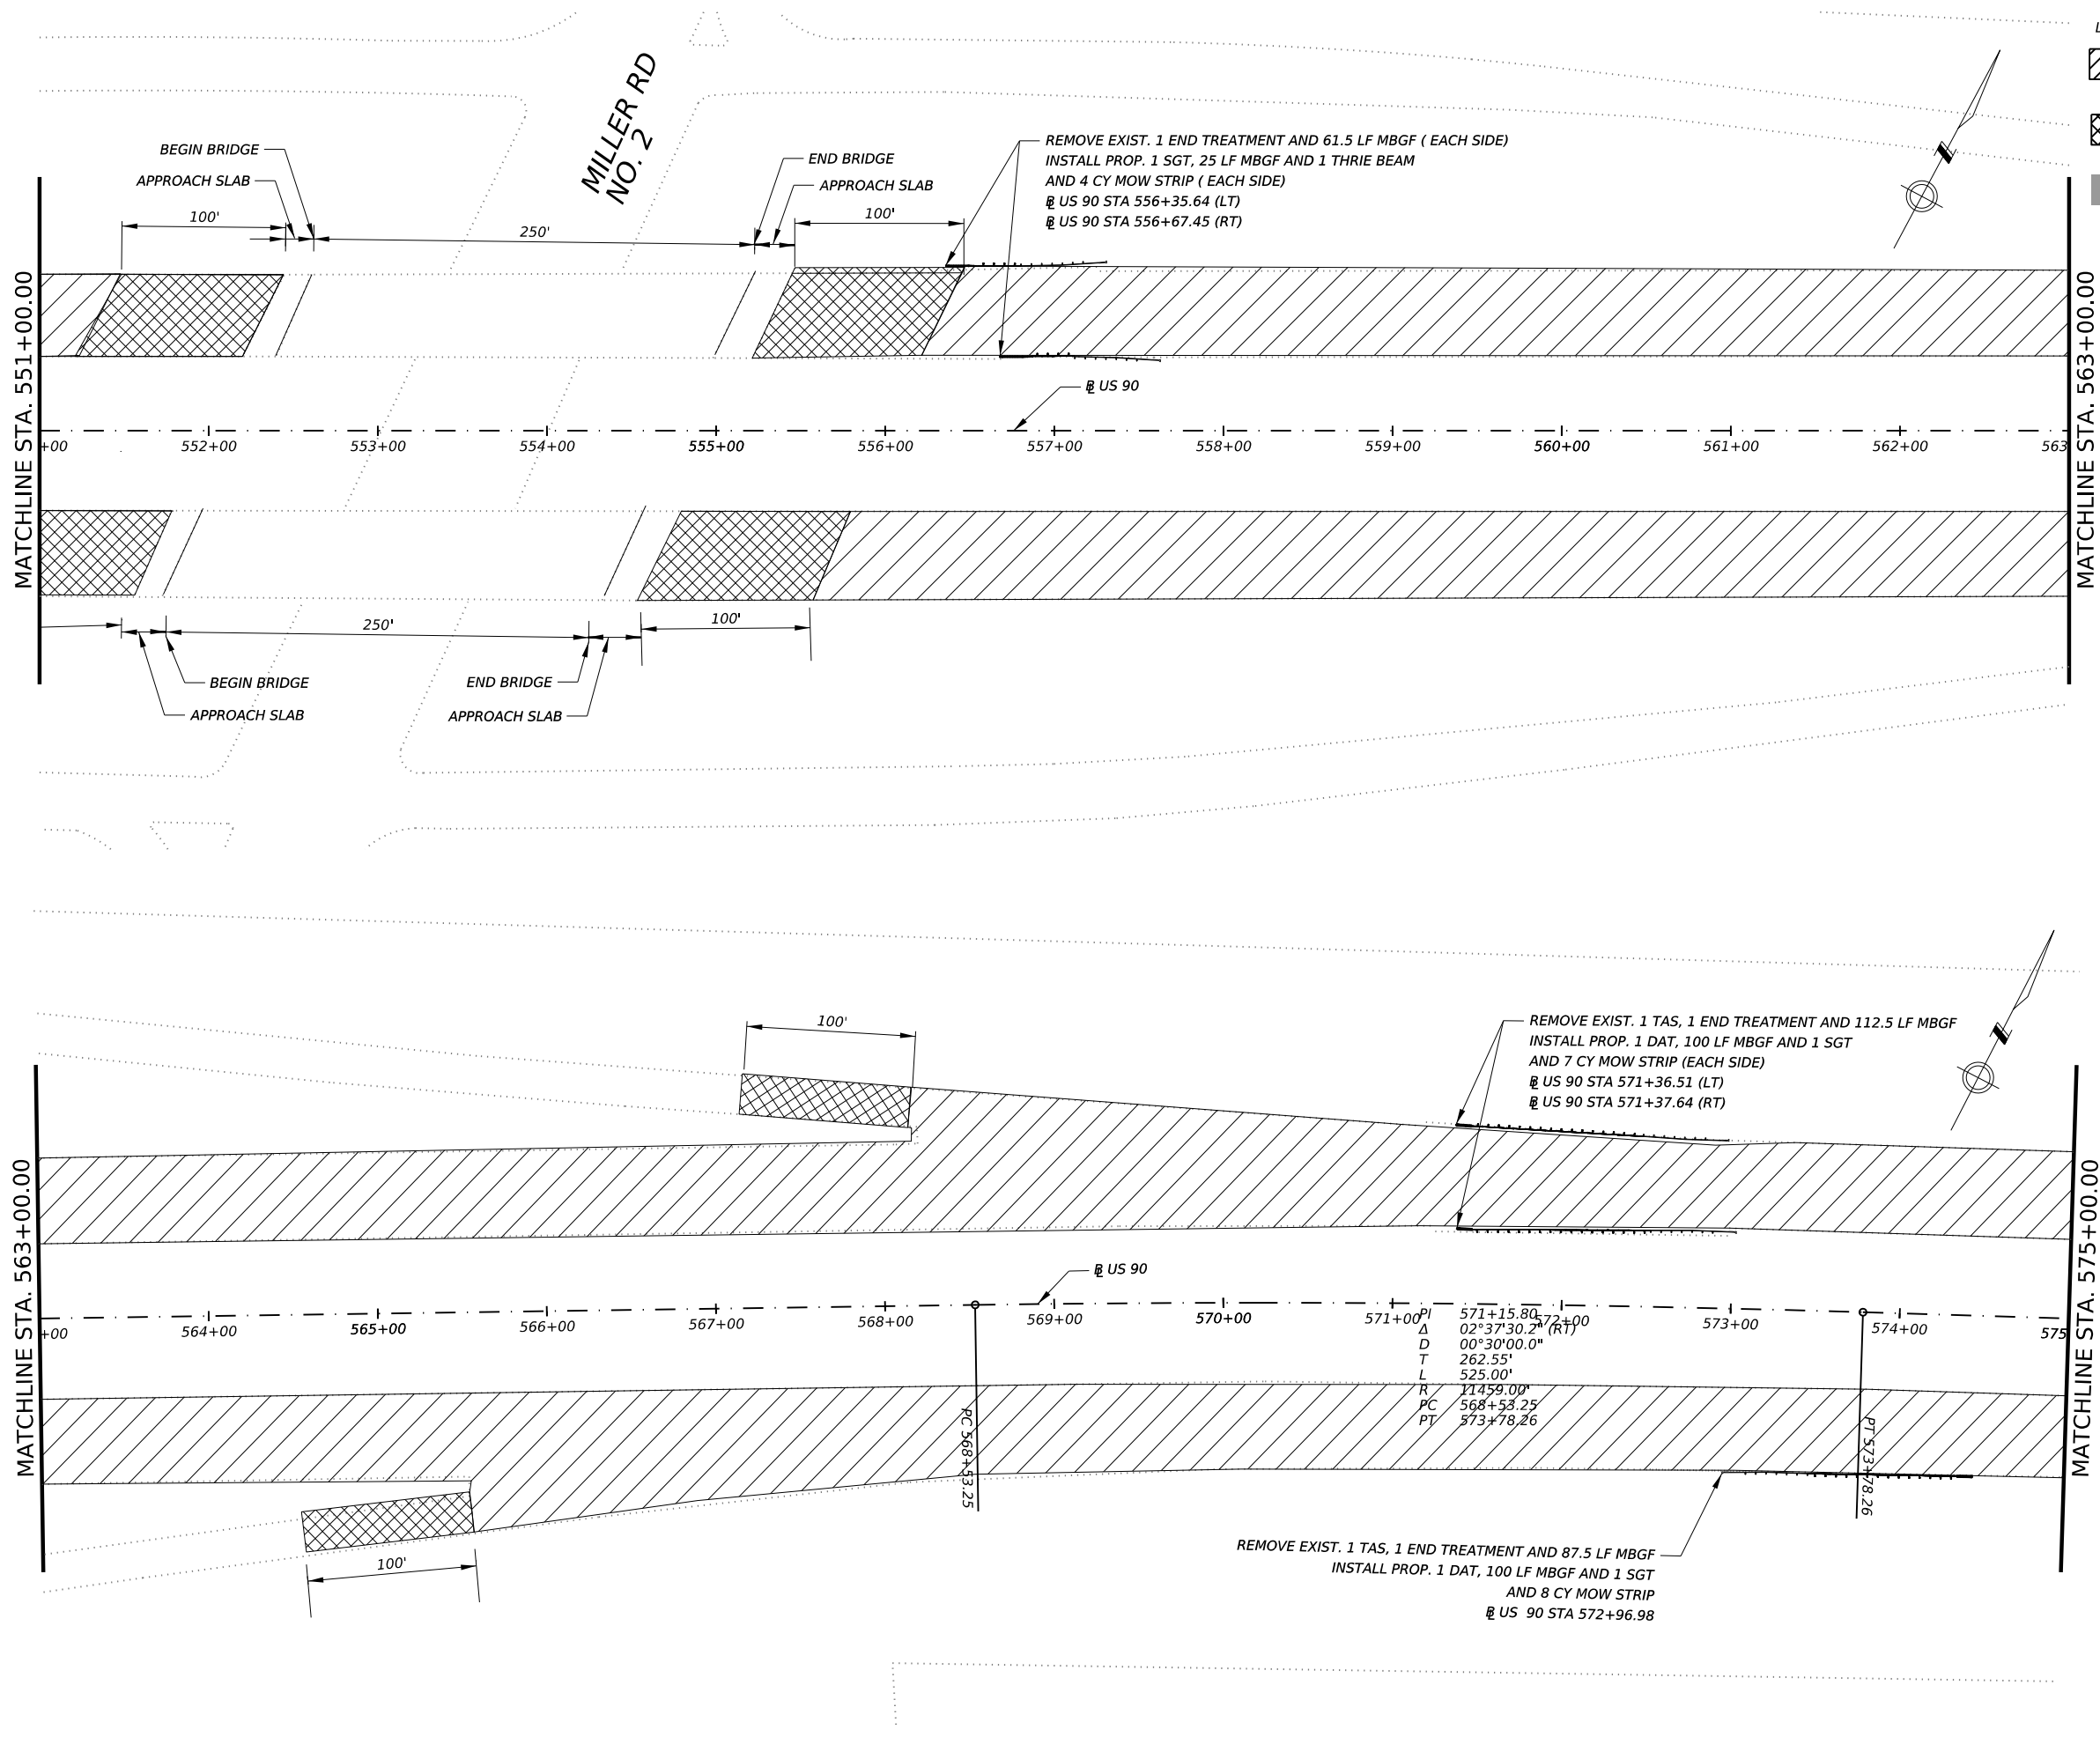 MILLER RD
NO. 2
BEGIN BRIDGE
APPROACH SLAB
100'
250'
END BRIDGE
APPROACH SLAB
100'
REMOVE EXIST. 1 END TREATMENT AND 61.5 LF MBGF ( EACH SIDE)
INSTALL PROP. 1 SGT, 25 LF MBGF AND 1 THRIE BEAM
AND 4 CY MOW STRIP ( EACH SIDE)
BL US 90 STA 556+35.64 (LT)
BL US 90 STA 556+67.45 (RT)
MATCHLINE STA. 551+00.00
MATCHLINE STA. 563+00.00
BL US 90
+00 552+00 553+00 554+00 555+00 556+00 557+00 558+00 559+00 560+00 561+00 562+00 563
250'
100'
BEGIN BRIDGE
APPROACH SLAB
END BRIDGE
APPROACH SLAB
100'
REMOVE EXIST. 1 TAS, 1 END TREATMENT AND 112.5 LF MBGF
INSTALL PROP. 1 DAT, 100 LF MBGF AND 1 SGT
AND 7 CY MOW STRIP (EACH SIDE)
BL US 90 STA 571+36.51 (LT)
BL US 90 STA 571+37.64 (RT)
MATCHLINE STA. 563+00.00
MATCHLINE STA. 575+00.00
BL US 90
+00 564+00 565+00 566+00 567+00 568+00 569+00 570+00 571+00 572+00 573+00 574+00 575
PI 571+15.80
Δ 02°37'30.2" (RT)
D 00°30'00.0"
T 262.55'
L 525.00'
R 11459.00'
PC 568+53.25
PT 573+78.26
PC 568+53.25
PT 573+78.26
100'
REMOVE EXIST. 1 TAS, 1 END TREATMENT AND 87.5 LF MBGF
INSTALL PROP. 1 DAT, 100 LF MBGF AND 1 SGT
AND 8 CY MOW STRIP
BL US 90 STA 572+96.98